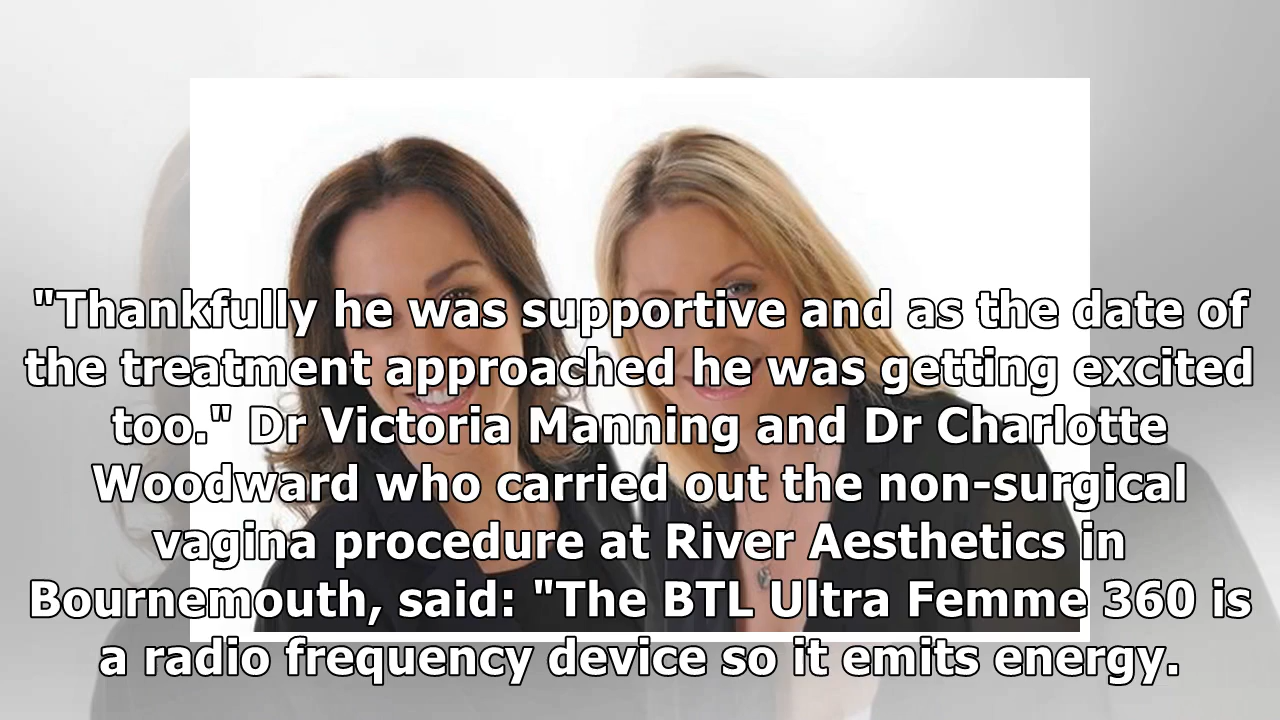 "Thankfully he was supportive and as the date of
the treatment approached he was getting excited
too." Dr Victoria Manning and Dr Charlotte
Woodward who carried out the non-surgical
vagina procedure at River Aesthetics in
Bournemouth, said: "The BTL Ultra Femme 360 is
a radio frequency device so it emits energy.